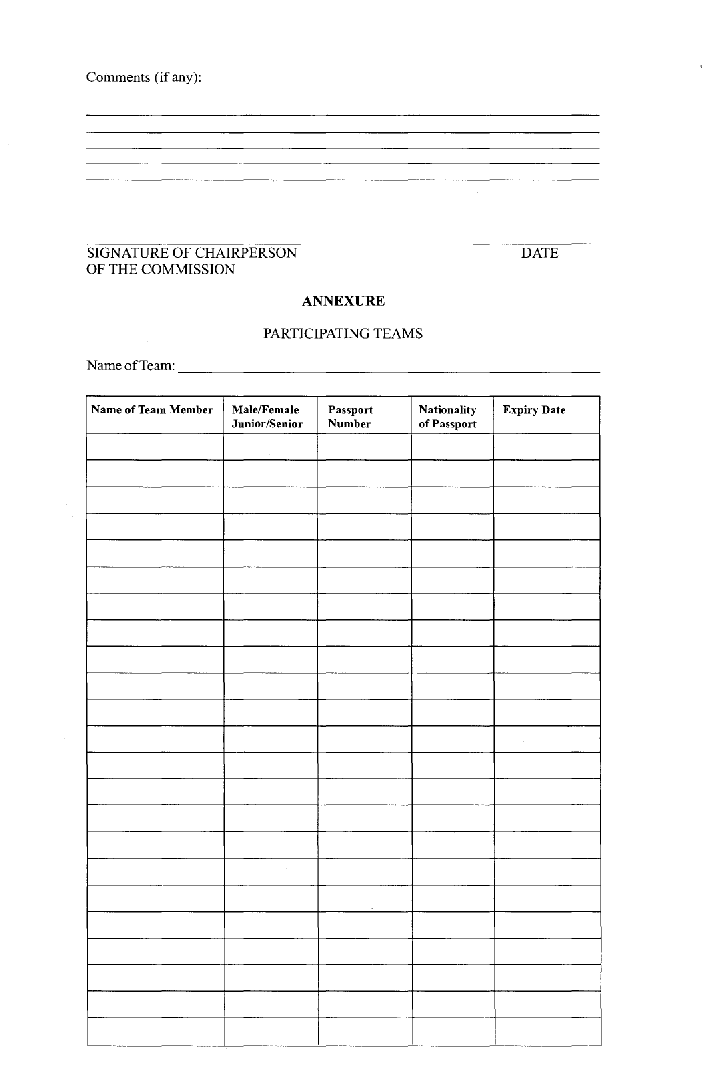 Comments (if any):
SIGNATURE OF CHAIRPERSON DATE
OF THE COMMISSION
ANNEXURE
PARTICIPATING TEAMS
Name of Team:
Name of Team Member Male/Female Passport Nationality Expiry Date
Junior/Senior Number of Passport